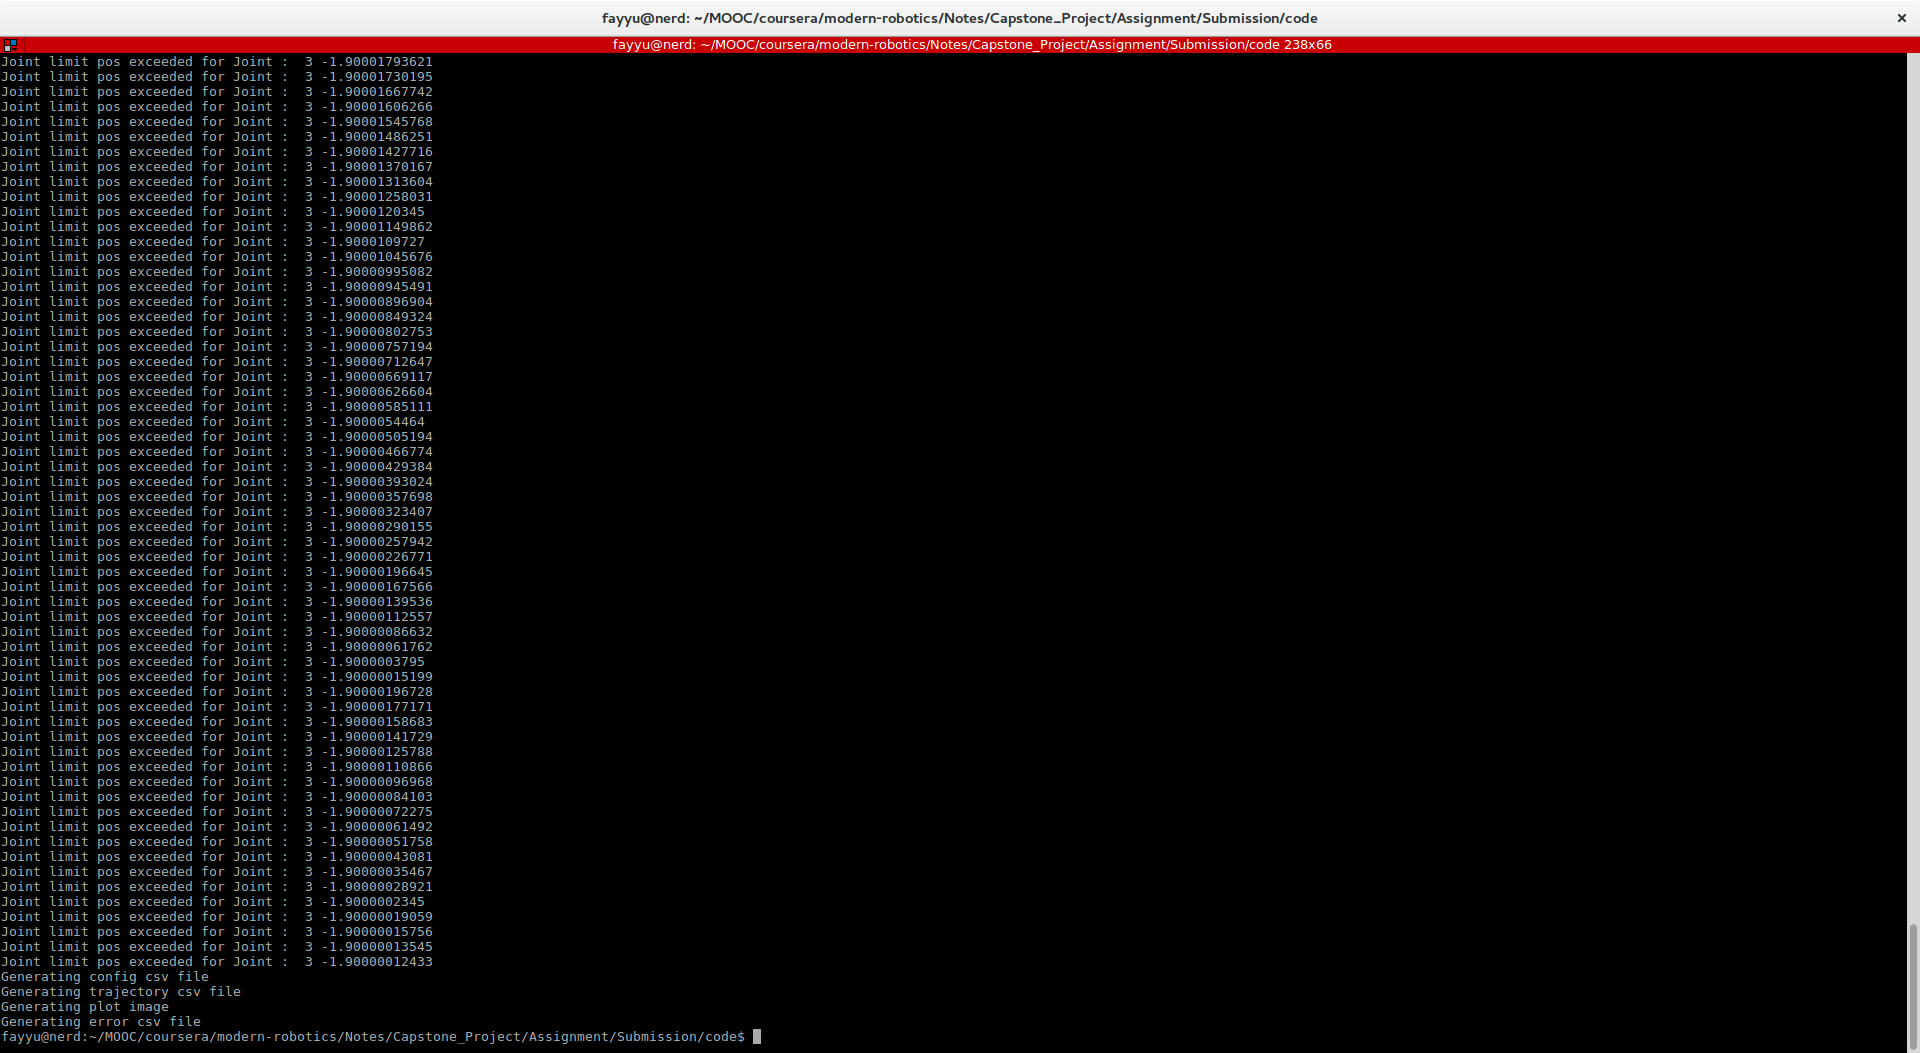 fayyu@nerd: ~/MOOC/coursera/modern-robotics/Notes/Capstone_Project/Assignment/Submission/code
fayyu@nerd: ~/MOOC/coursera/modern-robotics/Notes/Capstone_Project/Assignment/Submission/code 238x66
Joint limit pos exceeded for Joint :  3 -1.90001793621
Joint limit pos exceeded for Joint :  3 -1.90001730195
Joint limit pos exceeded for Joint :  3 -1.90001667742
Joint limit pos exceeded for Joint :  3 -1.90001606266
Joint limit pos exceeded for Joint :  3 -1.90001545768
Joint limit pos exceeded for Joint :  3 -1.90001486251
Joint limit pos exceeded for Joint :  3 -1.90001427716
Joint limit pos exceeded for Joint :  3 -1.90001370167
Joint limit pos exceeded for Joint :  3 -1.90001313604
Joint limit pos exceeded for Joint :  3 -1.90001258031
Joint limit pos exceeded for Joint :  3 -1.9000120345
Joint limit pos exceeded for Joint :  3 -1.90001149862
Joint limit pos exceeded for Joint :  3 -1.9000109727
Joint limit pos exceeded for Joint :  3 -1.90001045676
Joint limit pos exceeded for Joint :  3 -1.90000995082
Joint limit pos exceeded for Joint :  3 -1.90000945491
Joint limit pos exceeded for Joint :  3 -1.90000896904
Joint limit pos exceeded for Joint :  3 -1.90000849324
Joint limit pos exceeded for Joint :  3 -1.90000802753
Joint limit pos exceeded for Joint :  3 -1.90000757194
Joint limit pos exceeded for Joint :  3 -1.90000712647
Joint limit pos exceeded for Joint :  3 -1.90000669117
Joint limit pos exceeded for Joint :  3 -1.90000626604
Joint limit pos exceeded for Joint :  3 -1.90000585111
Joint limit pos exceeded for Joint :  3 -1.9000054464
Joint limit pos exceeded for Joint :  3 -1.90000505194
Joint limit pos exceeded for Joint :  3 -1.90000466774
Joint limit pos exceeded for Joint :  3 -1.90000429384
Joint limit pos exceeded for Joint :  3 -1.90000393024
Joint limit pos exceeded for Joint :  3 -1.90000357698
Joint limit pos exceeded for Joint :  3 -1.90000323407
Joint limit pos exceeded for Joint :  3 -1.90000290155
Joint limit pos exceeded for Joint :  3 -1.90000257942
Joint limit pos exceeded for Joint :  3 -1.90000226771
Joint limit pos exceeded for Joint :  3 -1.90000196645
Joint limit pos exceeded for Joint :  3 -1.90000167566
Joint limit pos exceeded for Joint :  3 -1.90000139536
Joint limit pos exceeded for Joint :  3 -1.90000112557
Joint limit pos exceeded for Joint :  3 -1.90000086632
Joint limit pos exceeded for Joint :  3 -1.90000061762
Joint limit pos exceeded for Joint :  3 -1.9000003795
Joint limit pos exceeded for Joint :  3 -1.90000015199
Joint limit pos exceeded for Joint :  3 -1.90000196728
Joint limit pos exceeded for Joint :  3 -1.90000177171
Joint limit pos exceeded for Joint :  3 -1.90000158683
Joint limit pos exceeded for Joint :  3 -1.90000141729
Joint limit pos exceeded for Joint :  3 -1.90000125788
Joint limit pos exceeded for Joint :  3 -1.90000110866
Joint limit pos exceeded for Joint :  3 -1.90000096968
Joint limit pos exceeded for Joint :  3 -1.90000084103
Joint limit pos exceeded for Joint :  3 -1.90000072275
Joint limit pos exceeded for Joint :  3 -1.90000061492
Joint limit pos exceeded for Joint :  3 -1.90000051758
Joint limit pos exceeded for Joint :  3 -1.90000043081
Joint limit pos exceeded for Joint :  3 -1.90000035467
Joint limit pos exceeded for Joint :  3 -1.90000028921
Joint limit pos exceeded for Joint :  3 -1.9000002345
Joint limit pos exceeded for Joint :  3 -1.90000019059
Joint limit pos exceeded for Joint :  3 -1.90000015756
Joint limit pos exceeded for Joint :  3 -1.90000013545
Joint limit pos exceeded for Joint :  3 -1.90000012433
Generating config csv file
Generating trajectory csv file
Generating plot image
Generating error csv file
fayyu@nerd:~/MOOC/coursera/modern-robotics/Notes/Capstone_Project/Assignment/Submission/code$